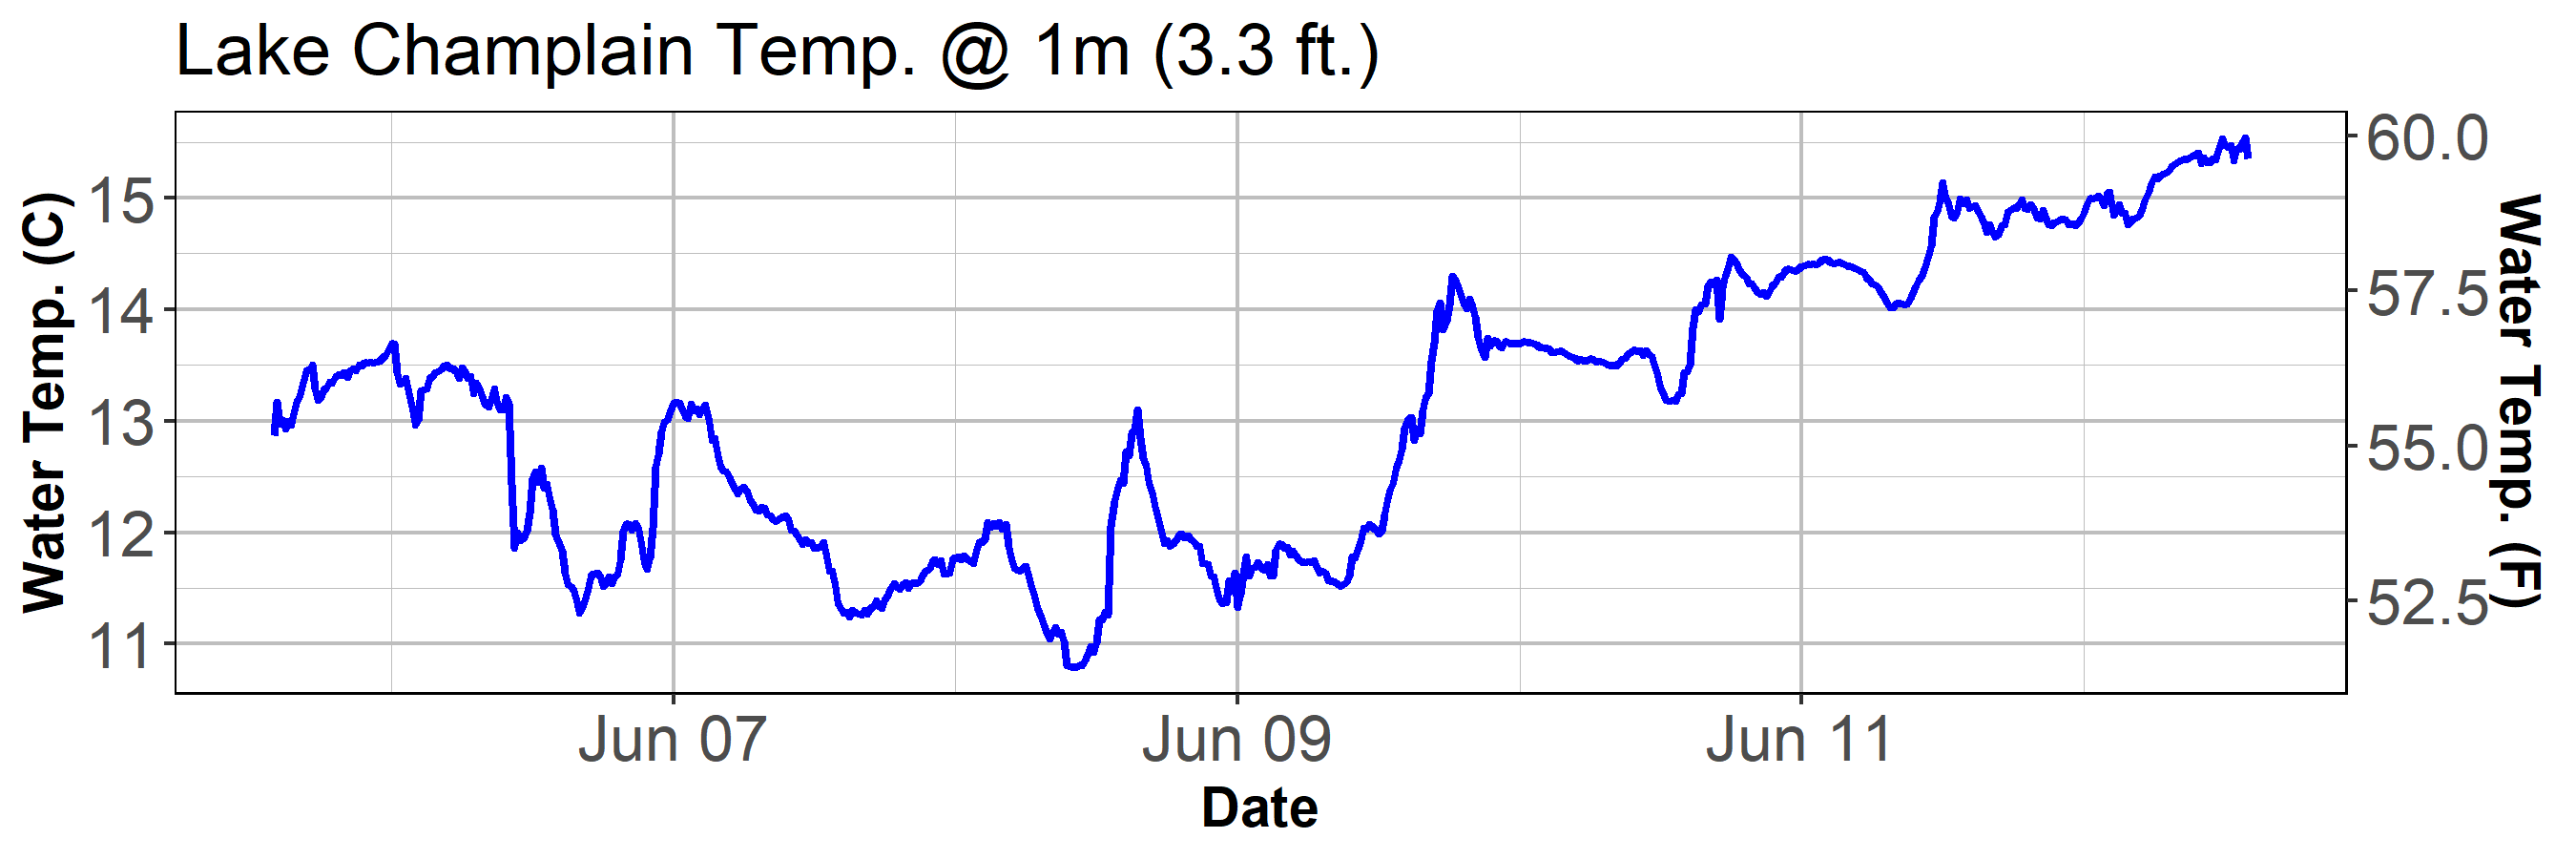 Lake Champlain Temp. @ 1m (3.3 ft.)
Water Temp. (C)
15
14
13
12
11
60.0
57.5
55.0
52.5
Water Temp. (F)
Jun 07 Jun 09 Jun 11
Date